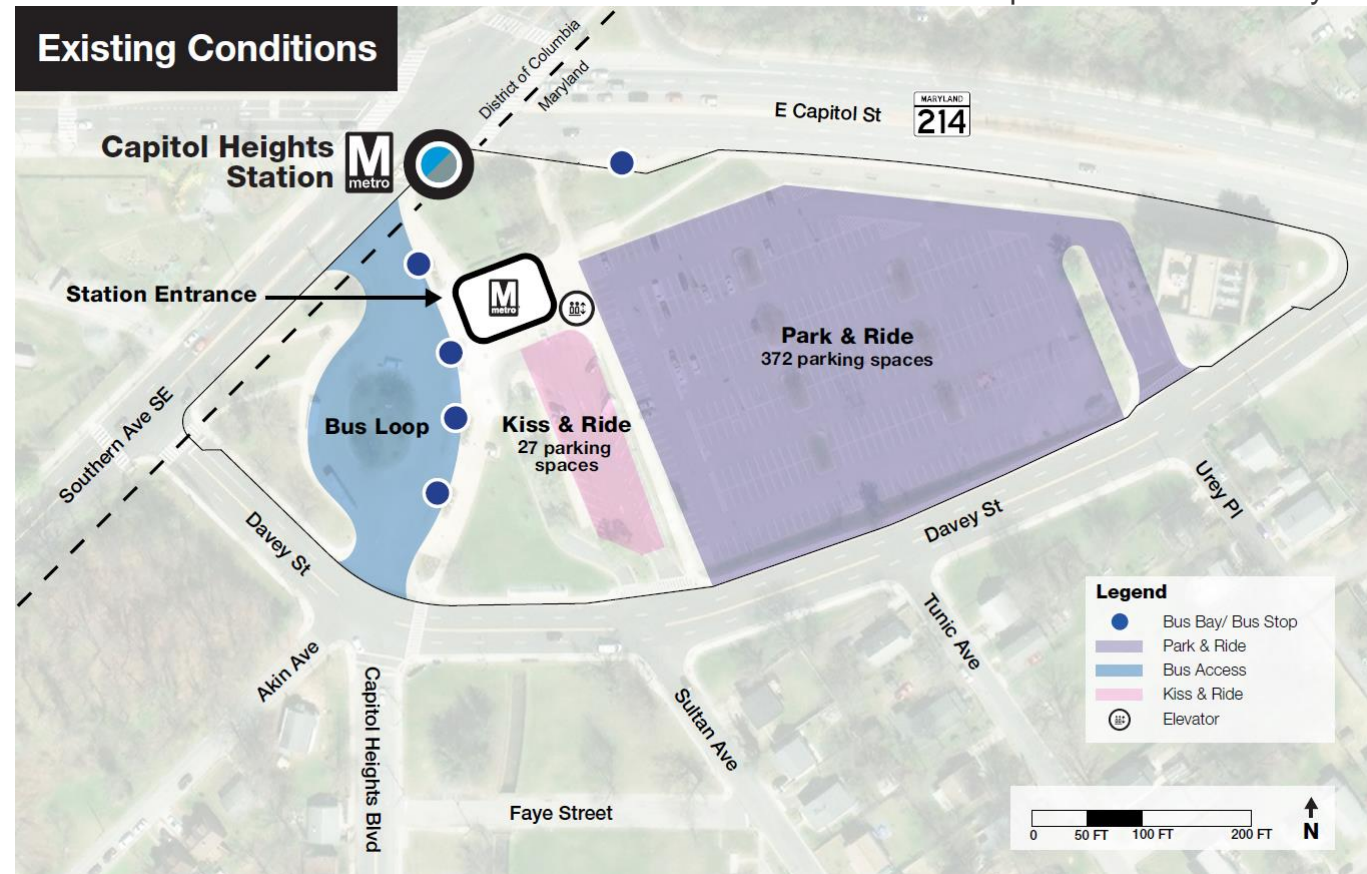 Existing Conditions
District of Columbia
Maryland
E Capitol St
MARYLAND
214
Capitol Heights
Station
M
metro
Station Entrance
M
metro
Park & Ride
372 parking spaces
Bus Loop
Kiss & Ride
27 parking
spaces
Southern Ave SE
Davey St
Davey St
Urey Pl
Akin Ave
Capitol Heights Blvd
Sultan Ave
Tunic Ave
Faye Street
Legend
Bus Bay/ Bus Stop
Park & Ride
Bus Access
Kiss & Ride
Elevator
0 50 FT 100 FT 200 FT
N